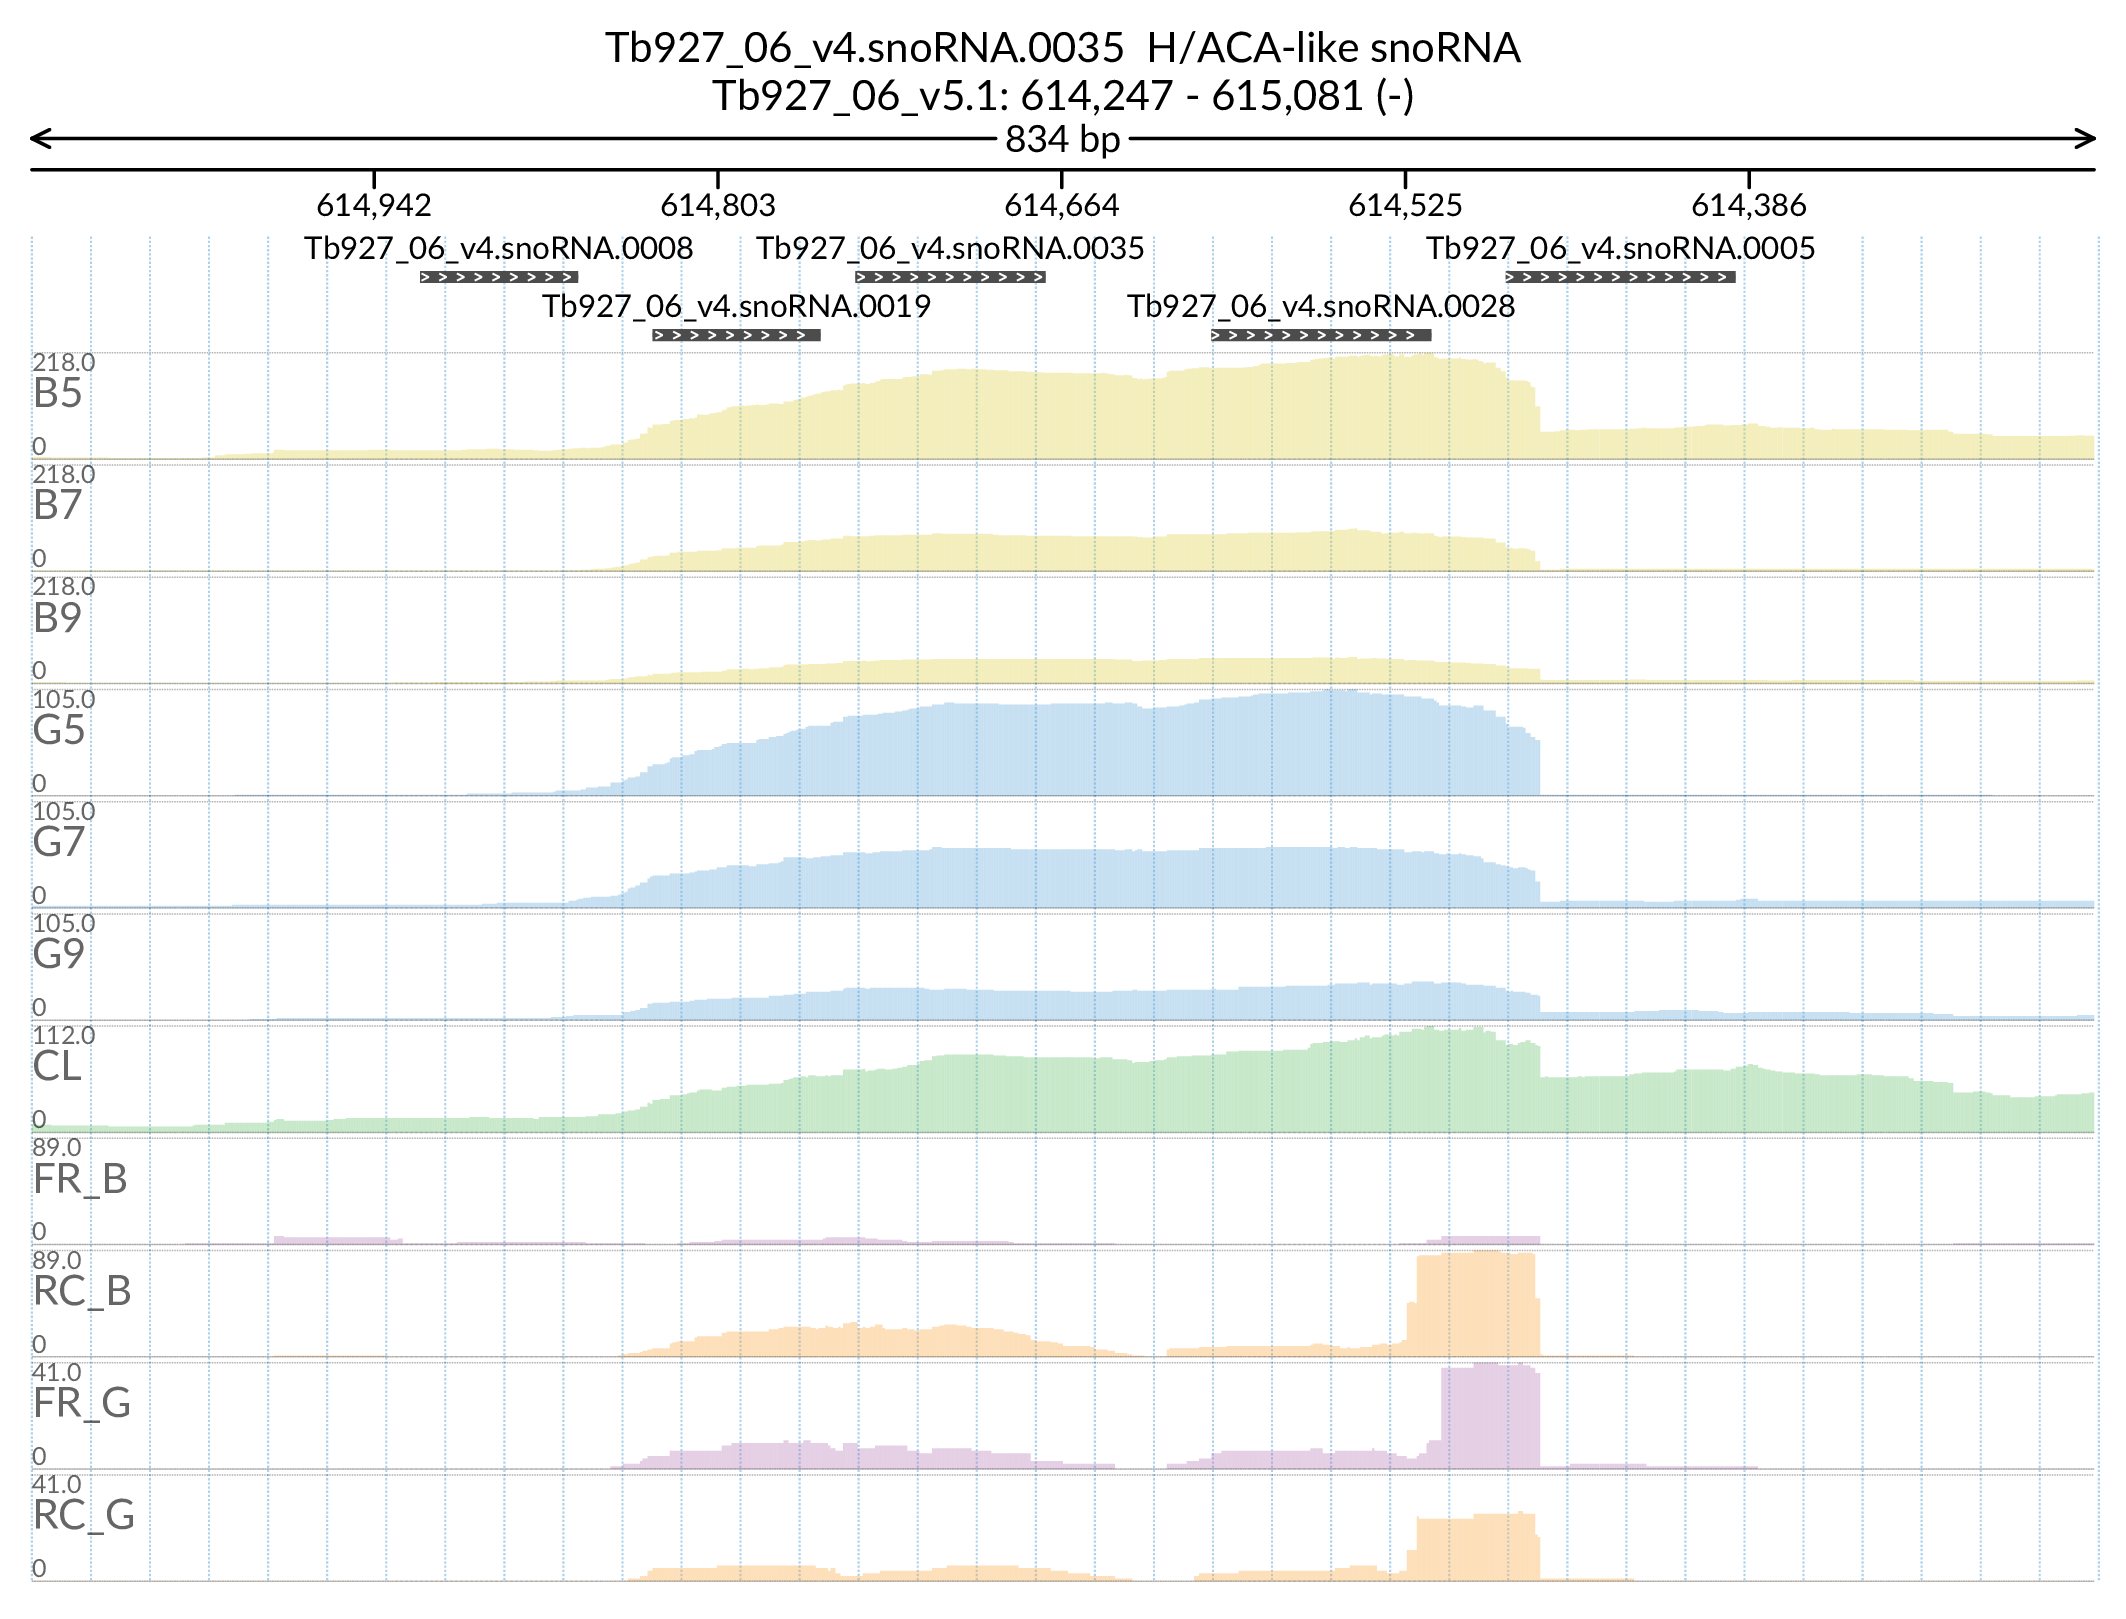 Tb927_06_v4.snoRNA.0035 H/ACA-like snoRNA
Tb927_06_v5.1: 614,247 - 615,081 (-)
834 bp
614,942 614,803 614,664 614,525 614,386
Tb927_06_v4.snoRNA.0008 Tb927_06_v4.snoRNA.0035 Tb927_06_v4.snoRNA.0005
Tb927_06_v4.snoRNA.0019 Tb927_06_v4.snoRNA.0028
218.0
B5
0
218.0
B7
0
218.0
B9
0
105.0
G5
0
105.0
G7
0
105.0
G9
0
112.0
CL
0
89.0
FR_B
0
89.0
RC_B
0
41.0
FR_G
0
41.0
RC_G
0